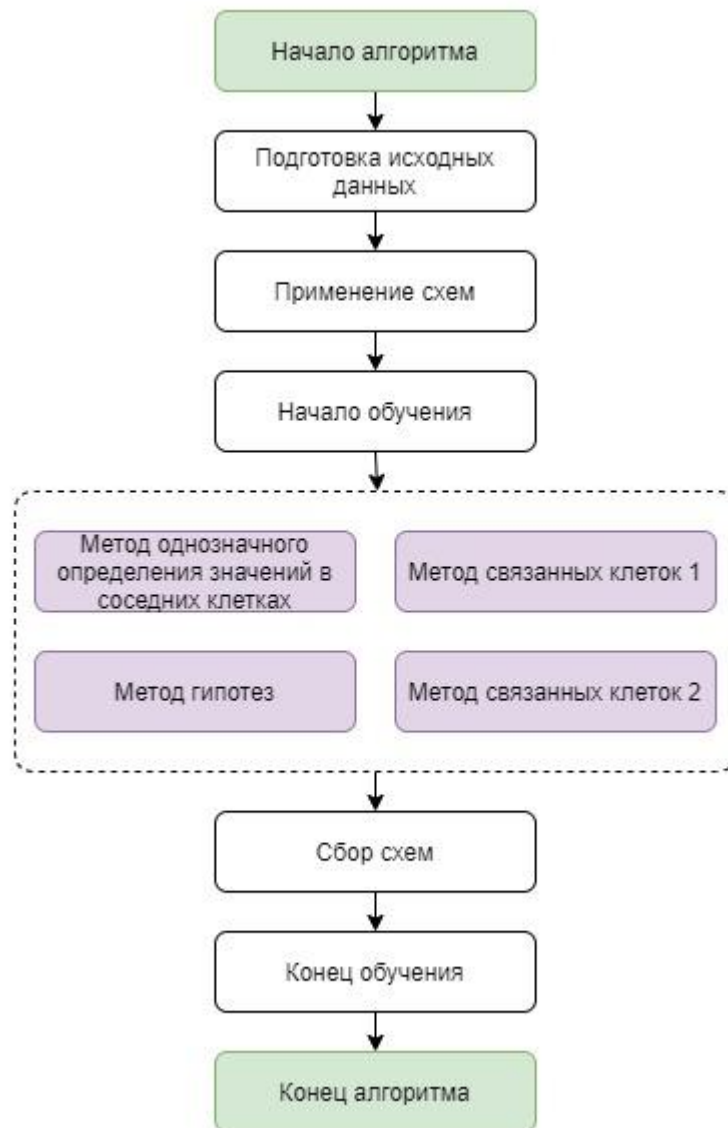 Начало алгоритма
Подготовка исходных
данных
Применение схем
Начало обучения
Метод однозначного
определения значений в
соседних клетках
Метод связанных клеток 1
Метод гипотез
Метод связанных клеток 2
Сбор схем
Конец обучения
Конец алгоритма